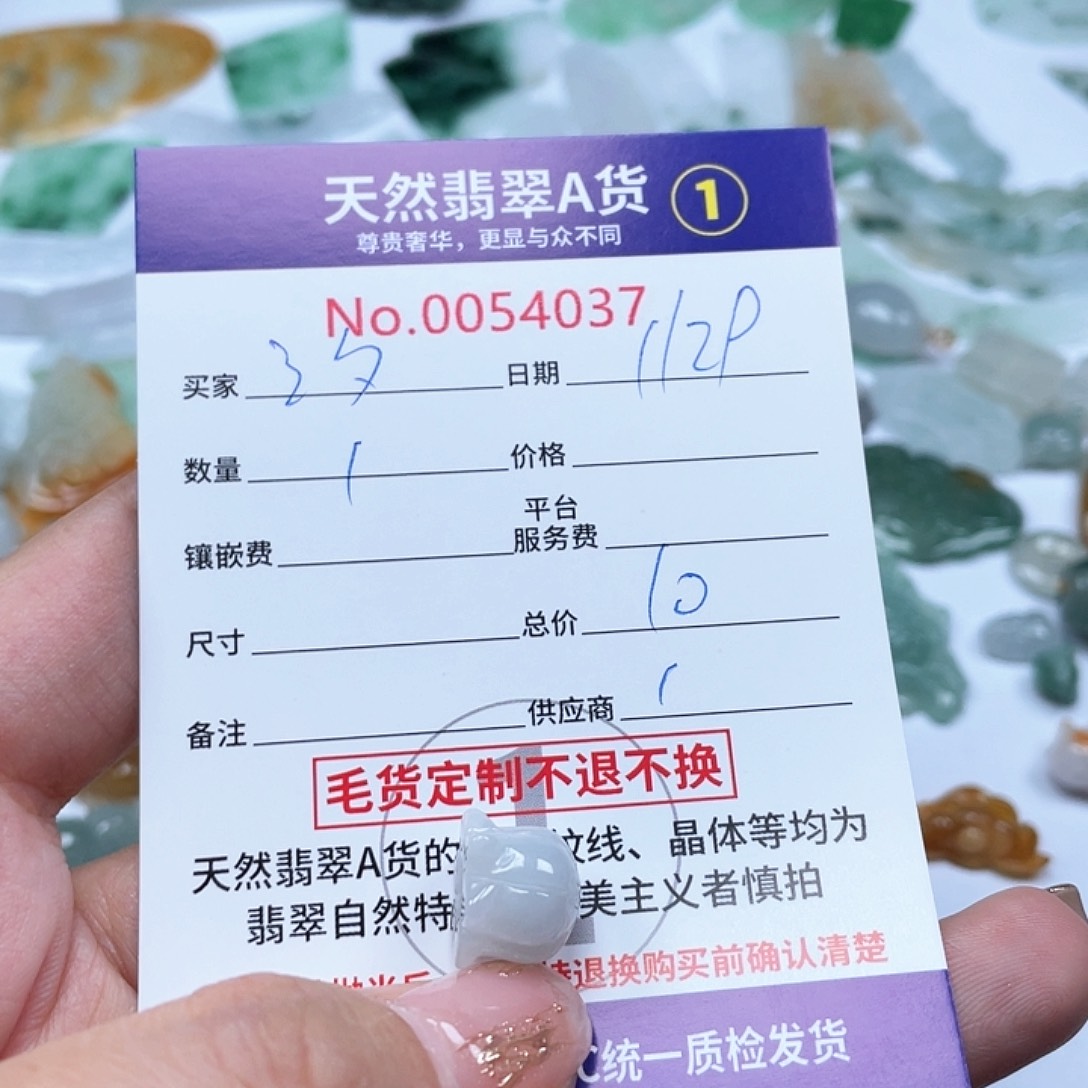 天然翡翠A货 1
尊贵奢华，更显与众不同
No.0054037
买家 日期
数量 1 价格
平台
镶嵌费 服务费
尺寸 总价 10
备注 供应商 1
毛货定制不退不换
天然翡翠A货的 纹线、晶体等均为
翡翠自然特 美主义者慎拍
退换购买前确认清楚
C统一质检发货